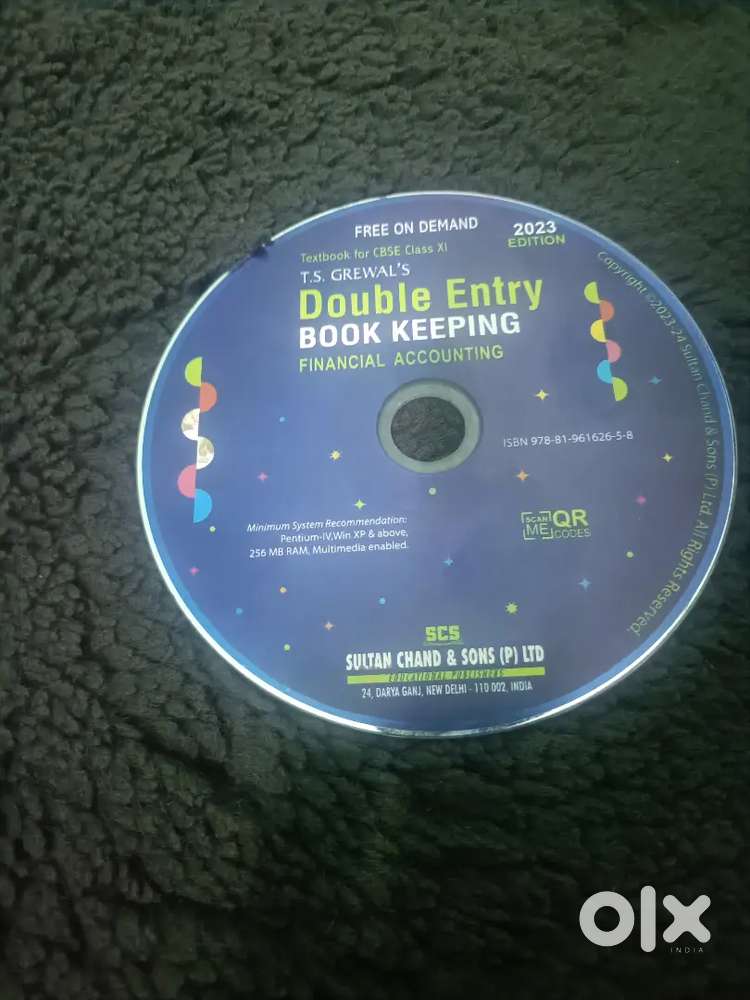 FREE ON DEMAND
2023
EDITION
Textbook for CBSE Class XI
T.S. GREWAL'S
Double Entry
BOOK KEEPING
FINANCIAL ACCOUNTING
Copyright ©2023-24 Sultan Chand & Sons (P) Ltd. All Rights Reserved.
ISBN 978-81-961626-5-8
Minimum System Recommendation:
Pentium-IV,Win XP & above,
256 MB RAM, Multimedia enabled.
SCAN
ME
QR
CODES
SCS
SULTAN CHAND & SONS (P) LTD
EDUCATIONAL PUBLISHERS
24, DARYA GANJ, NEW DELHI - 110 002, INDIA
olx
INDIA